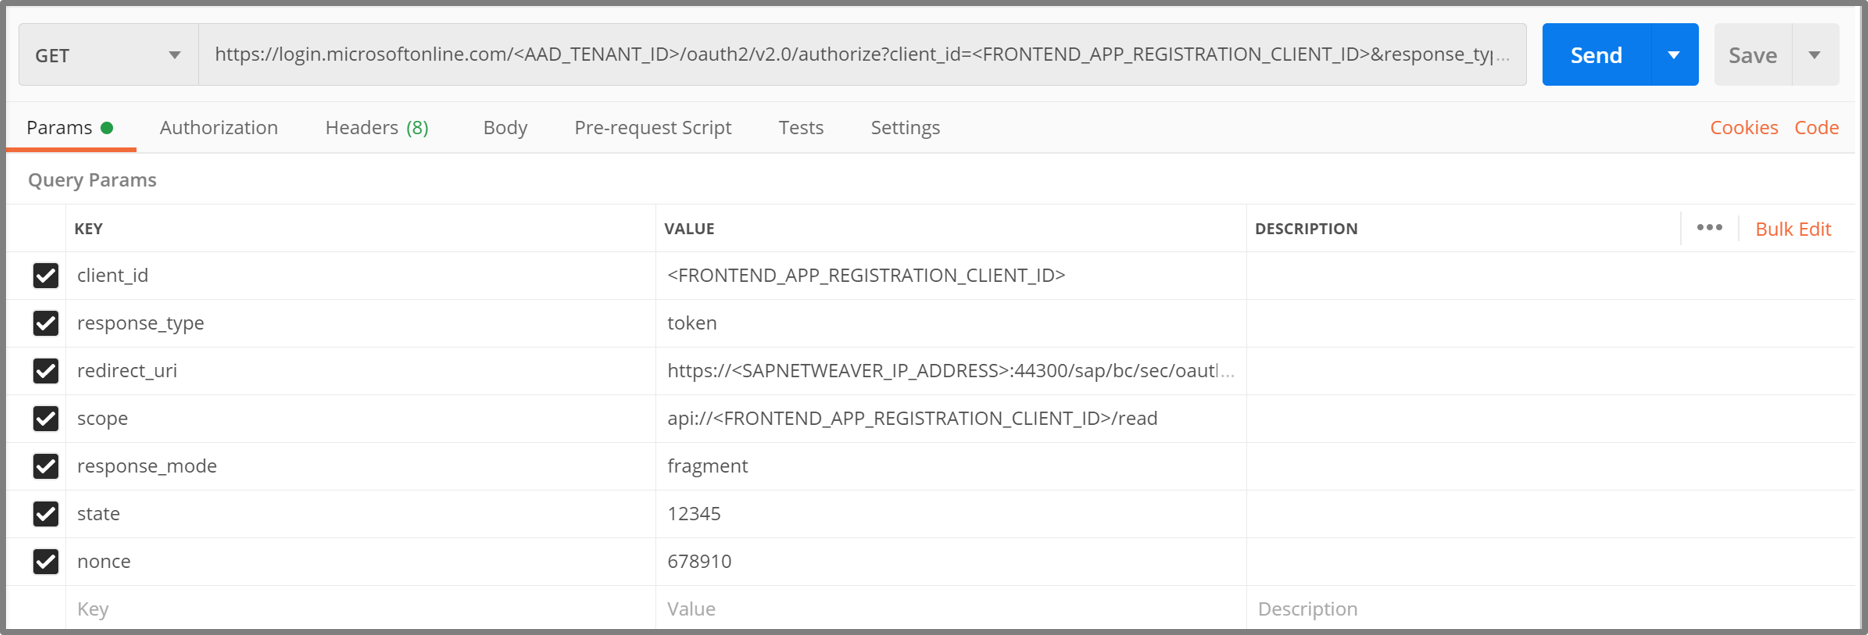 GET https://login.microsoftonline.com/<AAD_TENANT_ID>/oauth2/v2.0/authorize?client_id=<FRONTEND_APP_REGISTRATION_CLIENT_ID>&response_typ... Send Save
Params Authorization Headers (8) Body Pre-request Script Tests Settings Cookies Code
Query Params
KEY VALUE DESCRIPTION ••• Bulk Edit
client_id <FRONTEND_APP_REGISTRATION_CLIENT_ID>
response_type token
redirect_uri https://<SAPNETWEAVER_IP_ADDRESS>:44300/sap/bc/sec/oaut...
scope api://<FRONTEND_APP_REGISTRATION_CLIENT_ID>/read
response_mode fragment
state 12345
nonce 678910
Key Value Description